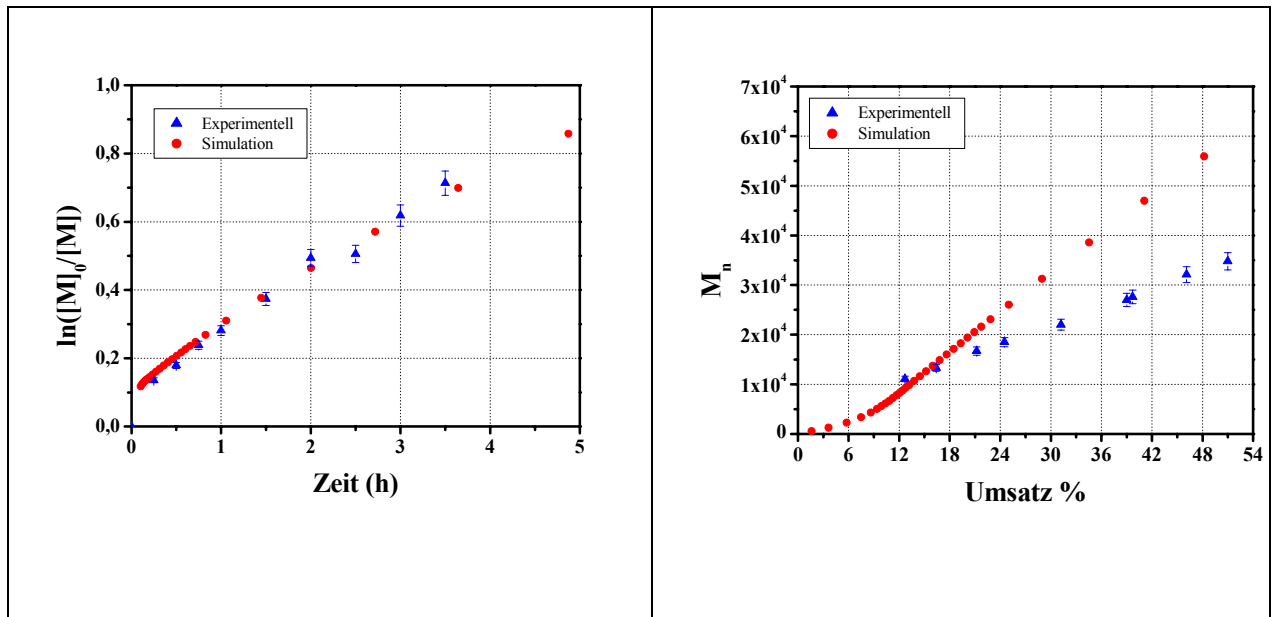 1,0
0,8
0,6
0,4
0,2
0,0
ln([M]0/[M])
Experimentell
Simulation
0 1 2 3 4 5
Zeit (h)
7x10^4
6x10^4
5x10^4
4x10^4
3x10^4
2x10^4
1x10^4
0
Mn
Experimentell
Simulation
0 6 12 18 24 30 36 42 48 54
Umsatz %